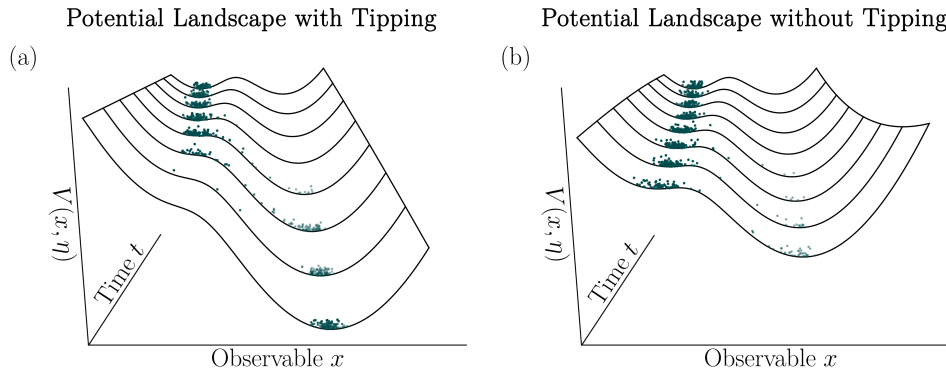 Potential Landscape with Tipping
Potential Landscape without Tipping
(a)
(b)
V(x, η)
Time t
Observable x
V(x, η)
Time t
Observable x